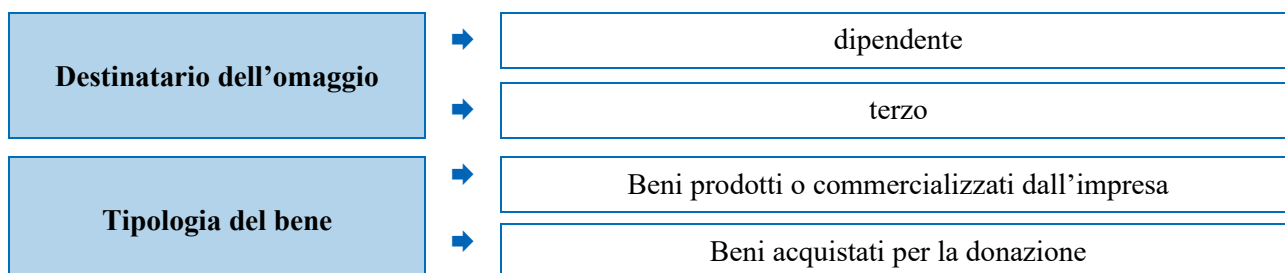 Destinatario dell’omaggio
dipendente
terzo
Tipologia del bene
Beni prodotti o commercializzati dall’impresa
Beni acquistati per la donazione